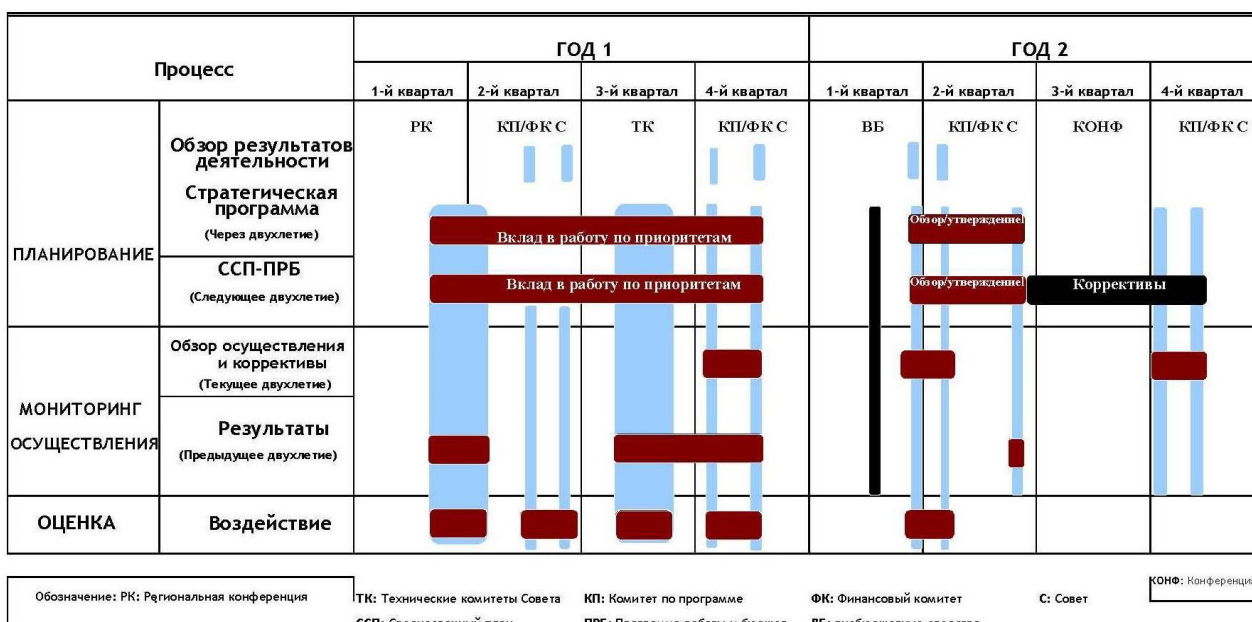 Процесс
ГОД 1
ГОД 2
1-й квартал 2-й квартал 3-й квартал 4-й квартал 1-й квартал 2-й квартал 3-й квартал 4-й квартал
РК КП/ФК С ТК КП/ФК С ВБ КП/ФК С КОНФ КП/ФК С
ПЛАНИРОВАНИЕ
Обзор результатов
деятельности
Стратегическая
программа
(Через двухлетие)
Вклад в работу по приоритетам
Обзор/утверждение
ССП-ПРБ
(Следующее двухлетие)
Вклад в работу по приоритетам
Обзор/утверждение
Коррективы
МОНИТОРИНГ
ОСУЩЕСТВЛЕНИЯ
Обзор осуществления
и коррективы
(Текущее двухлетие)
Результаты
(Предыдущее двухлетие)
ОЦЕНКА
Воздействие
Обозначение: РК: Региональная конференция
ТК: Технические комитеты Совета
КП: Комитет по программе
ФК: Финансовый комитет
С: Совет
КОНФ: Конференция